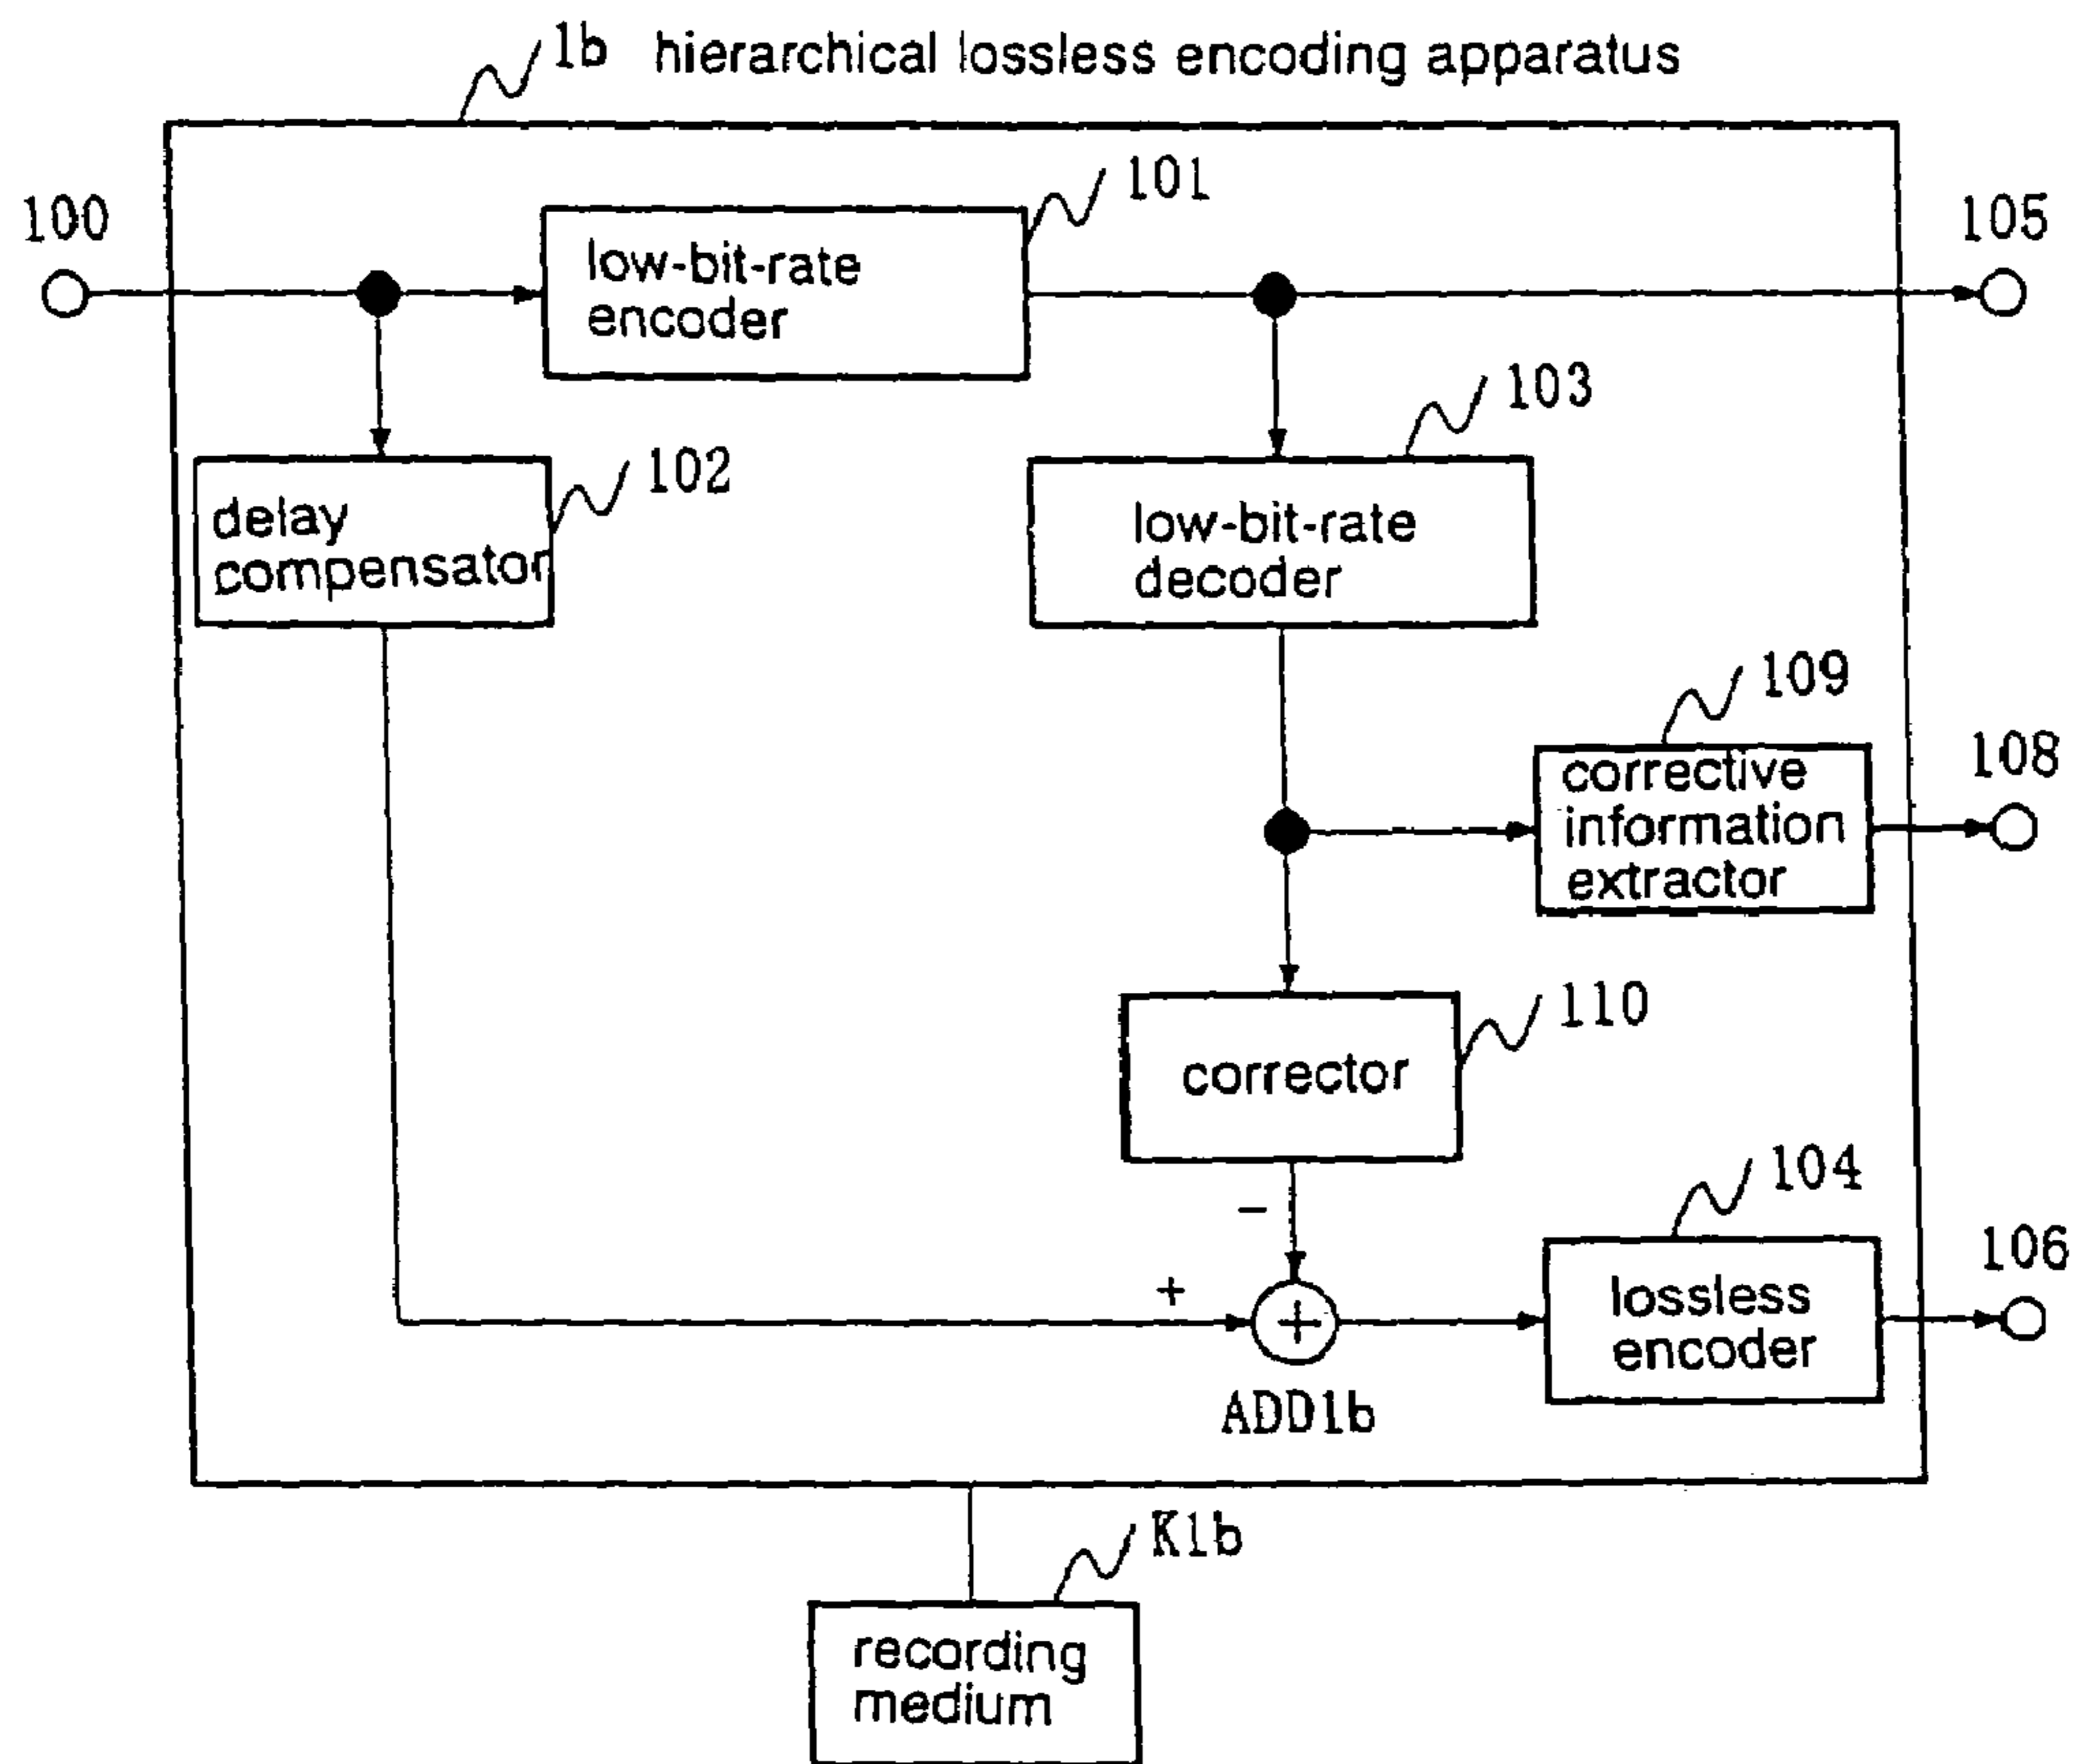 1b hierarchical lossless encoding apparatus
101
100
105
low-bit-rate
encoder
103
102
delay
compensator
low-bit-rate
decoder
109
108
corrective
information
extractor
110
corrector
104
−
106
+
lossless
encoder
+
ADD1b
K1b
recording
medium